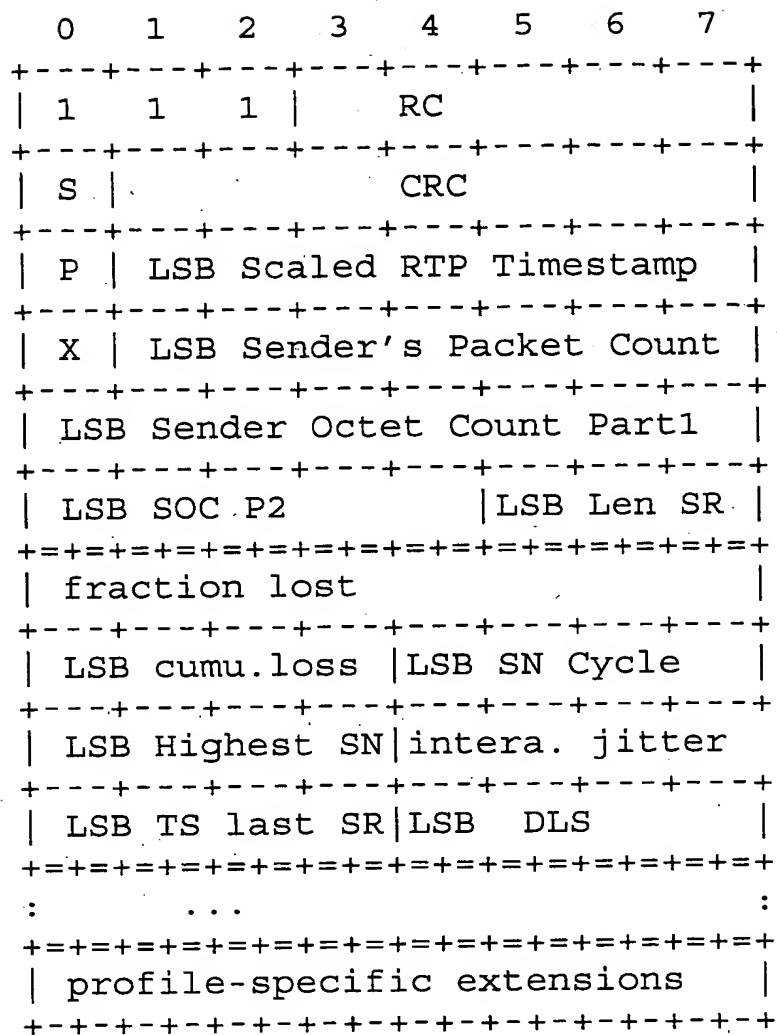 0 1 2 3 4 5 6 7
+---+---+---+---+---+---+---+---+
| 1 1 1 | RC |
+---+---+---+---+---+---+---+---+
| S | CRC |
+---+---+---+---+---+---+---+---+
| P | LSB Scaled RTP Timestamp |
+---+---+---+---+---+---+---+---+
| X | LSB Sender's Packet Count |
+---+---+---+---+---+---+---+---+
| LSB Sender Octet Count Part1 |
+---+---+---+---+---+---+---+---+
| LSB SOC P2 |LSB Len SR |
+=+=+=+=+=+=+=+=+=+=+=+=+=+=+=+=+
| fraction lost |
+---+---+---+---+---+---+---+---+
| LSB cumu.loss |LSB SN Cycle |
+---+---+---+---+---+---+---+---+
| LSB Highest SN|intera. jitter
+---+---+---+---+---+---+---+---+
| LSB TS last SR|LSB DLS |
+=+=+=+=+=+=+=+=+=+=+=+=+=+=+=+=+
: ... :
+=+=+=+=+=+=+=+=+=+=+=+=+=+=+=+=+
| profile-specific extensions |
+-+-+-+-+-+-+-+-+-+-+-+-+-+-+-+-+